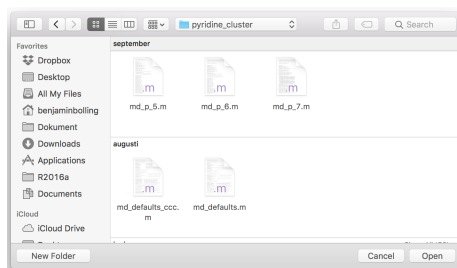 pyridine_cluster
Search
Favorites
Dropbox
Desktop
All My Files
benjaminbolling
Dokument
Downloads
Applications
R2016a
Documents
iCloud
iCloud Drive
september
.m
.m
.m
md_p_5.m
md_p_6.m
md_p_7.m
augusti
.m
.m
md_defaults_ccc.
m
md_defaults.m
New Folder
Cancel
Open